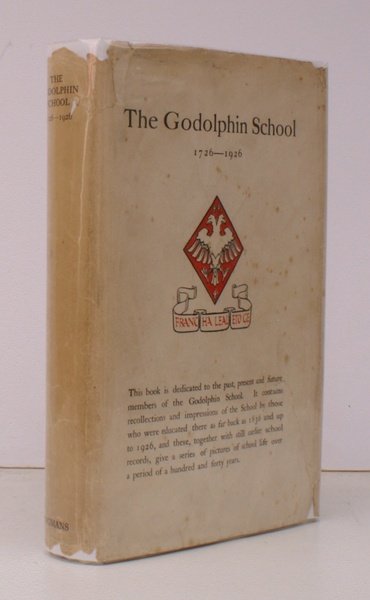 THE
GODOLPHIN
SCHOOL
1726—1926
The Godolphin School
1726—1926
FRANC HA LEAL ETO GE
This book is dedicated to the past, present and future
members of the Godolphin School. It contains
recollections and impressions of the School by those
who were educated there as far back as 1836 and up
to 1926, and these, together with still earlier school
records, give a series of pictures of school life over
a period of a hundred and forty years.